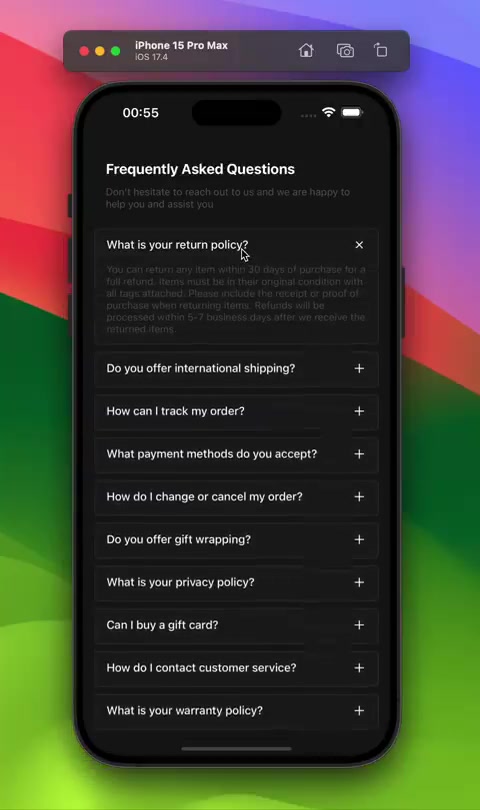 iPhone 15 Pro Max
iOS 17.4
00:55
Frequently Asked Questions
Don't hesitate to reach out to us and we are happy to
help you and assist you
What is your return policy?
You can return any item within 30 days of purchase for a
full refund. Items must be in their original condition with
all tags attached. Please include the receipt or proof of
purchase when returning items. Refunds will be
processed within 5-7 business days after we receive the
returned items.
Do you offer international shipping?
How can I track my order?
What payment methods do you accept?
How do I change or cancel my order?
Do you offer gift wrapping?
What is your privacy policy?
Can I buy a gift card?
How do I contact customer service?
What is your warranty policy?